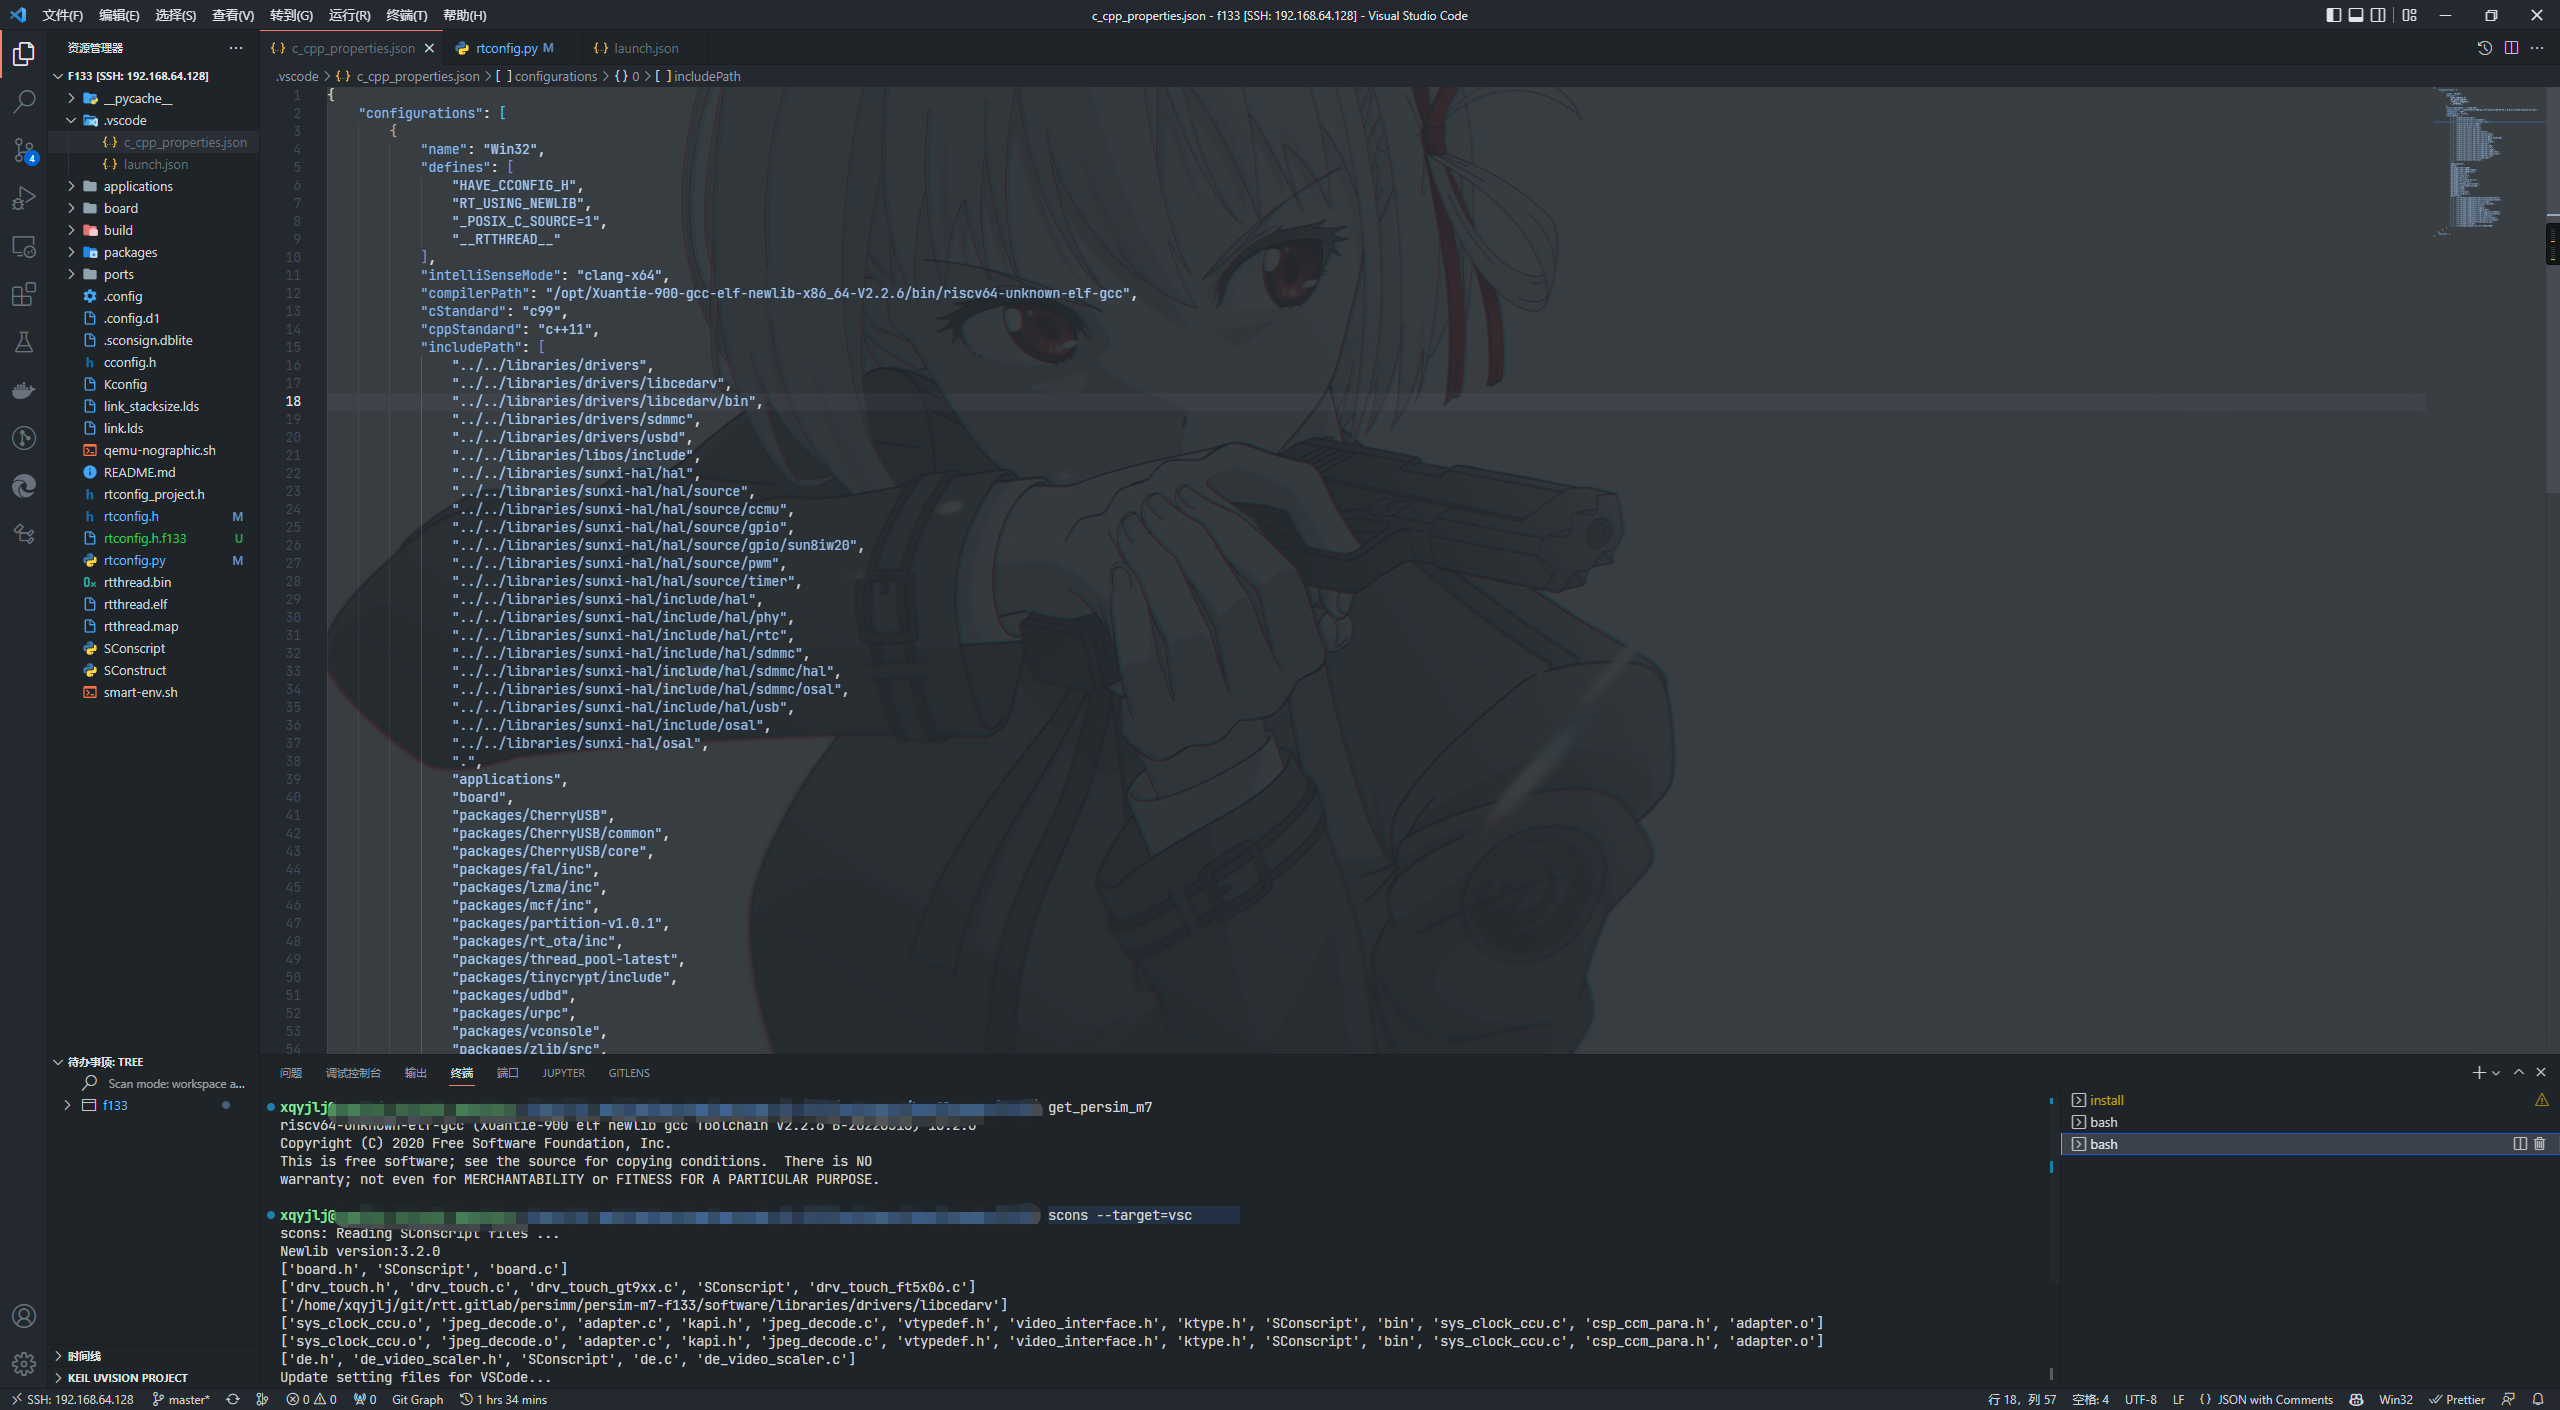 文件(F) 编辑(E) 选择(S) 查看(V) 转到(G) 运行(R) 终端(T) 帮助(H)
c_cpp_properties.json - f133 [SSH: 192.168.64.128] - Visual Studio Code
资源管理器
F133 [SSH: 192.168.64.128]
__pycache__
.vscode
c_cpp_properties.json
launch.json
applications
board
build
packages
ports
.config
.config.d1
.sconsign.dblite
cconfig.h
Kconfig
link_stacksize.lds
link.lds
qemu-nographic.sh
README.md
rtconfig_project.h
rtconfig.h M
rtconfig.h.f133 U
rtconfig.py M
rtthread.bin
rtthread.elf
rtthread.map
SConscript
SConstruct
smart-env.sh
待办事项: TREE
Scan mode: workspace a...
f133
时间线
KEIL UVISION PROJECT
4
c_cpp_properties.json rtconfig.py M launch.json
.vscode > c_cpp_properties.json > [ ] configurations > {} 0 > [ ] includePath
1 {
2 "configurations": [
3 {
4 "name": "Win32",
5 "defines": [
6 "HAVE_CCONFIG_H",
7 "RT_USING_NEWLIB",
8 "_POSIX_C_SOURCE=1",
9 "__RTTHREAD__"
10 ],
11 "intelliSenseMode": "clang-x64",
12 "compilerPath": "/opt/Xuantie-900-gcc-elf-newlib-x86_64-V2.2.6/bin/riscv64-unknown-elf-gcc",
13 "cStandard": "c99",
14 "cppStandard": "c++11",
15 "includePath": [
16 "../../libraries/drivers",
17 "../../libraries/drivers/libcedarv",
18 "../../libraries/drivers/libcedarv/bin",
19 "../../libraries/drivers/sdmmc",
20 "../../libraries/drivers/usbd",
21 "../../libraries/libos/include",
22 "../../libraries/sunxi-hal/hal",
23 "../../libraries/sunxi-hal/hal/source",
24 "../../libraries/sunxi-hal/hal/source/ccmu",
25 "../../libraries/sunxi-hal/hal/source/gpio",
26 "../../libraries/sunxi-hal/hal/source/gpio/sun8iw20",
27 "../../libraries/sunxi-hal/hal/source/pwm",
28 "../../libraries/sunxi-hal/hal/source/timer",
29 "../../libraries/sunxi-hal/include/hal",
30 "../../libraries/sunxi-hal/include/hal/phy",
31 "../../libraries/sunxi-hal/include/hal/rtc",
32 "../../libraries/sunxi-hal/include/hal/sdmmc",
33 "../../libraries/sunxi-hal/include/hal/sdmmc/hal",
34 "../../libraries/sunxi-hal/include/hal/sdmmc/osal",
35 "../../libraries/sunxi-hal/include/hal/usb",
36 "../../libraries/sunxi-hal/include/osal",
37 "../../libraries/sunxi-hal/osal",
38 ".",
39 "applications",
40 "board",
41 "packages/CherryUSB",
42 "packages/CherryUSB/common",
43 "packages/CherryUSB/core",
44 "packages/fal/inc",
45 "packages/lzma/inc",
46 "packages/mcf/inc",
47 "packages/partition-v1.0.1",
48 "packages/rt_ota/inc",
49 "packages/thread_pool-latest",
50 "packages/tinycrypt/include",
51 "packages/udbd",
52 "packages/urpc",
53 "packages/vconsole",
54 "packages/zlib/src",
问题 调试控制台 输出 终端 端口 JUPYTER GITLENS
xqyjlj@ get_persim_m7
riscv64-unknown-elf-gcc (Xuantie-900 elf newlib gcc Toolchain V2.2.6 B-20220516) 10.2.0
Copyright (C) 2020 Free Software Foundation, Inc.
This is free software; see the source for copying conditions. There is NO
warranty; not even for MERCHANTABILITY or FITNESS FOR A PARTICULAR PURPOSE.
xqyjlj@ scons --target=vsc
scons: Reading SConscript files ...
Newlib version:3.2.0
['board.h', 'SConscript', 'board.c']
['drv_touch.h', 'drv_touch.c', 'drv_touch_gt9xx.c', 'SConscript', 'drv_touch_ft5x06.c']
['/home/xqyjlj/git/rtt.gitlab/persimm/persim-m7-f133/software/libraries/drivers/libcedarv']
['sys_clock_ccu.o', 'jpeg_decode.o', 'adapter.c', 'kapi.h', 'jpeg_decode.c', 'vtypedef.h', 'video_interface.h', 'ktype.h', 'SConscript', 'bin', 'sys_clock_ccu.c', 'csp_ccm_para.h', 'adapter.o']
['sys_clock_ccu.o', 'jpeg_decode.o', 'adapter.c', 'kapi.h', 'jpeg_decode.c', 'vtypedef.h', 'video_interface.h', 'ktype.h', 'SConscript', 'bin', 'sys_clock_ccu.c', 'csp_ccm_para.h', 'adapter.o']
['de.h', 'de_video_scaler.h', 'SConscript', 'de.c', 'de_video_scaler.c']
Update setting files for VSCode...
install
bash
bash
SSH: 192.168.64.128 master* 0 0 0 Git Graph 1 hrs 34 mins
行 18，列 57 空格: 4 UTF-8 LF {} JSON with Comments Win32 Prettier